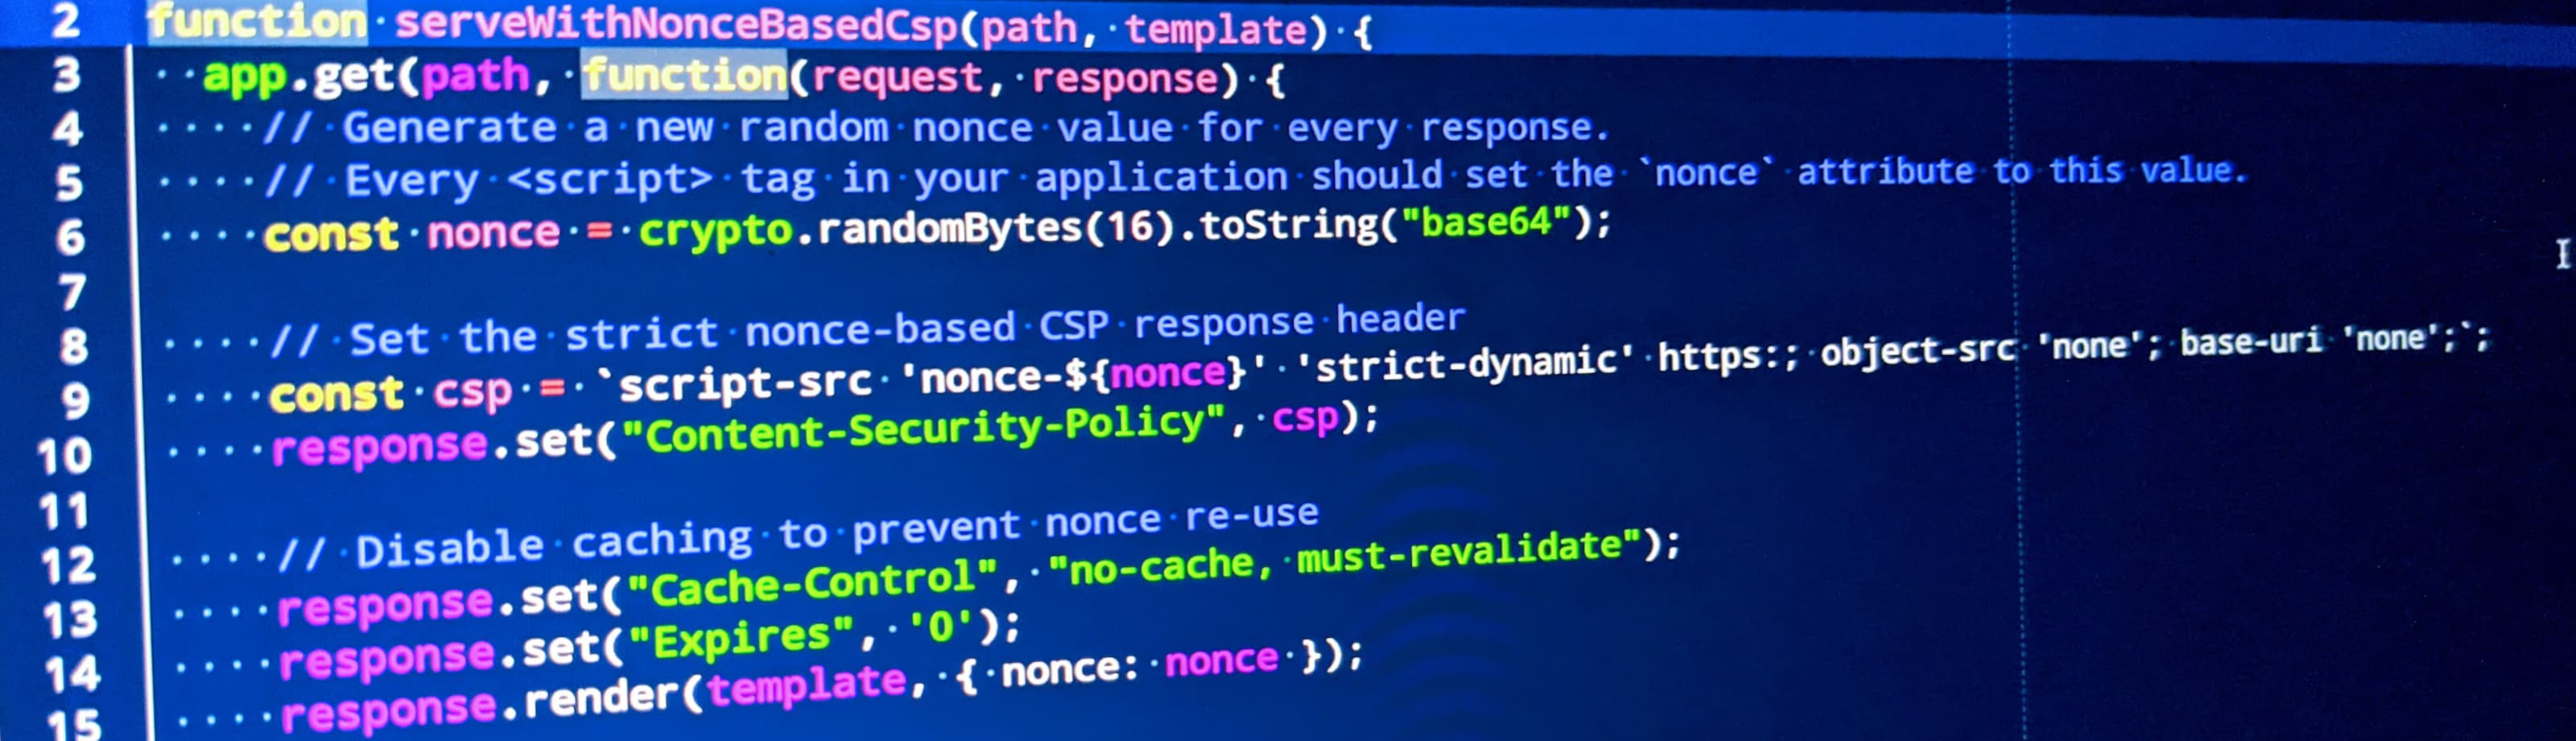 2 function serveWithNonceBasedCsp(path, template) {
3   app.get(path, function(request, response) {
4     // Generate a new random nonce value for every response.
5     // Every <script> tag in your application should set the `nonce` attribute to this value.
6     const nonce = crypto.randomBytes(16).toString("base64");
7
8     // Set the strict nonce-based CSP response header
9     const csp = `script-src 'nonce-${nonce}' 'strict-dynamic' https:; object-src 'none'; base-uri 'none';`;
10     response.set("Content-Security-Policy", csp);
11
12     // Disable caching to prevent nonce re-use
13     response.set("Cache-Control", "no-cache, must-revalidate");
14     response.set("Expires", '0');
15     response.render(template, { nonce: nonce });